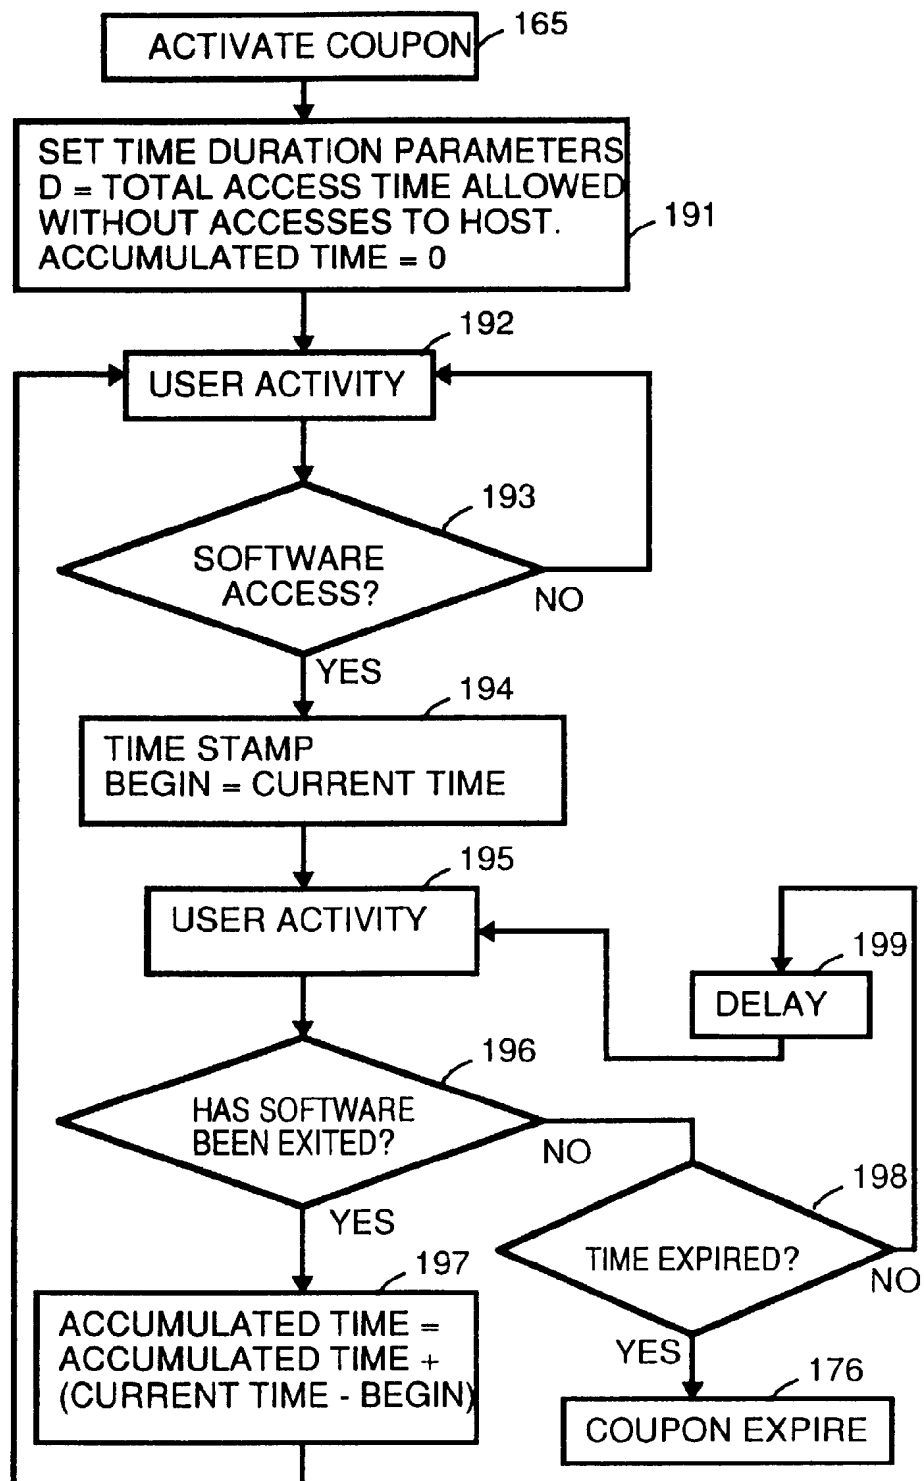 ACTIVATE COUPON
165
SET TIME DURATION PARAMETERS
D = TOTAL ACCESS TIME ALLOWED
WITHOUT ACCESSES TO HOST.
ACCUMULATED TIME = 0
191
192
USER ACTIVITY
193
SOFTWARE
ACCESS?
NO
YES
194
TIME STAMP
BEGIN = CURRENT TIME
195
USER ACTIVITY
199
DELAY
196
HAS SOFTWARE
BEEN EXITED?
NO
YES
198
TIME EXPIRED?
NO
YES
197
ACCUMULATED TIME =
ACCUMULATED TIME +
(CURRENT TIME - BEGIN)
176
COUPON EXPIRE